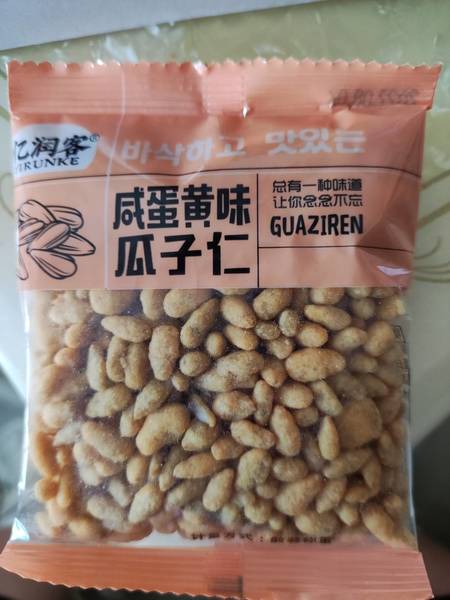 亿润客®
YIRUNKE
바삭하고 맛있는
咸蛋黄味
瓜子仁
总有一种味道
让你念念不忘
GUAZIREN